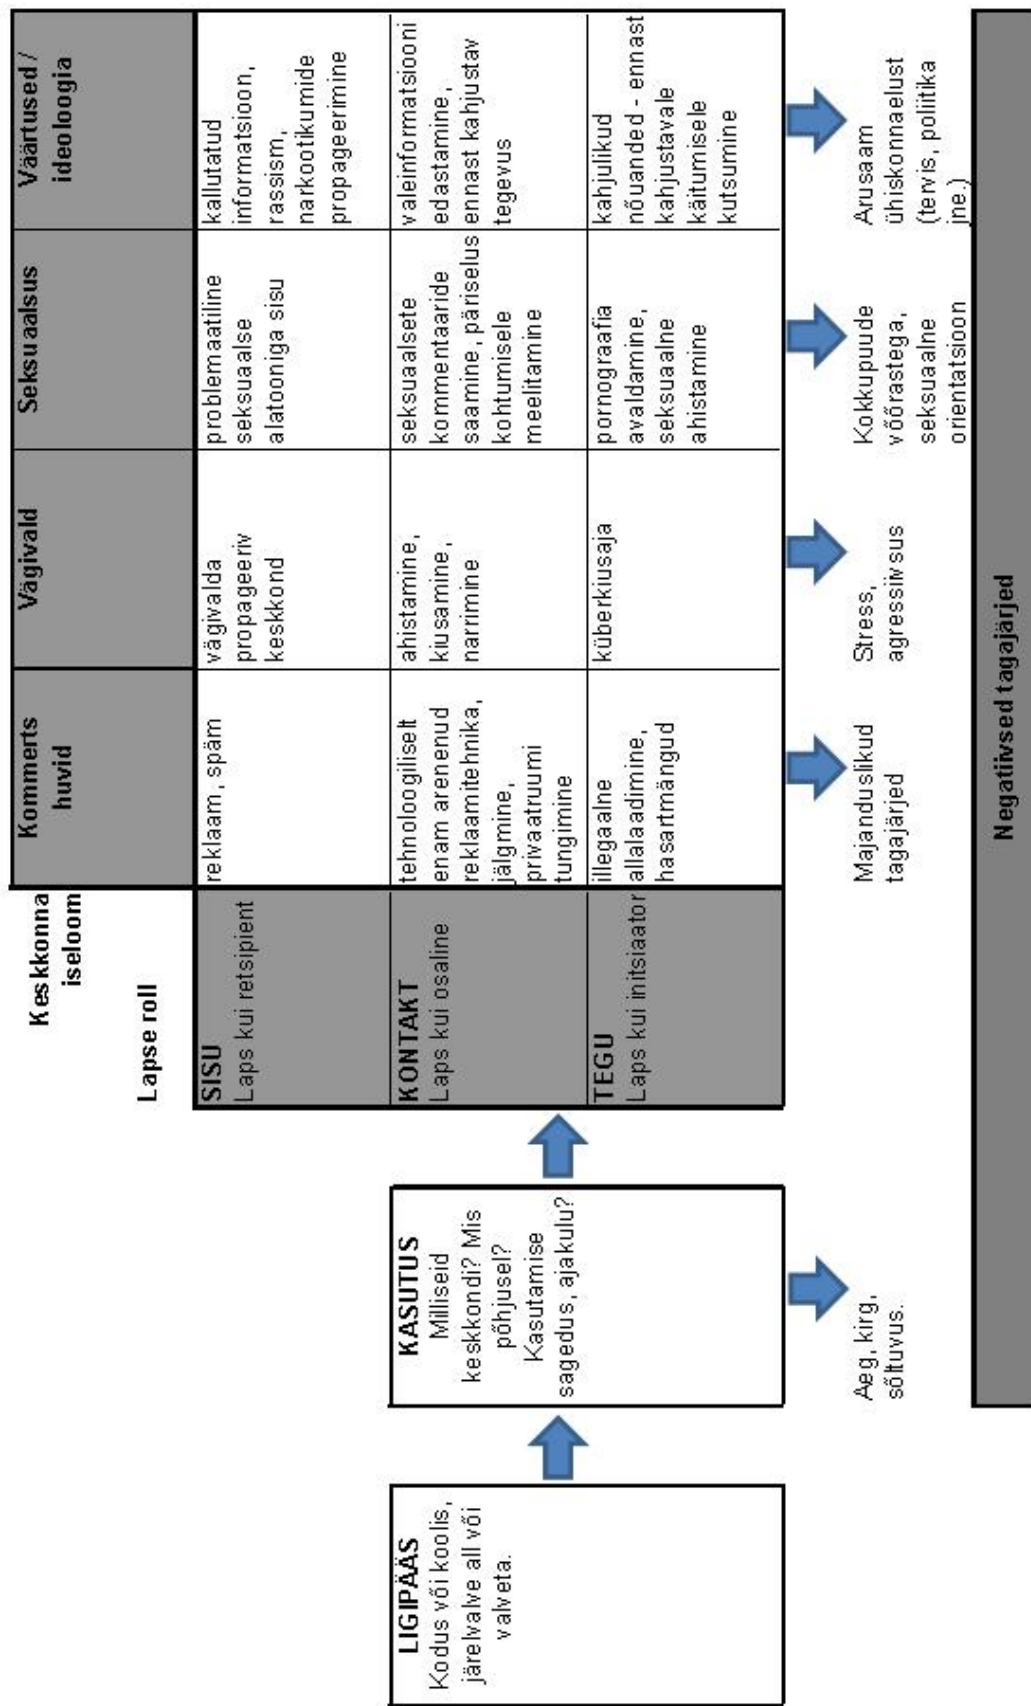 LIGIPÄÄS
Kodus või koolis,
järelvalve all või
valveta.
KASUTUS
Milliseid
keskkondi? Mis
põhjusel?
Kasutamise
sagedus, ajakulu?
Aeg, kirg,
sõltuvus.
Keskkonna
iseloom
Lapse roll
Kommerts
huvid
Vägivald
Seksuaalsus
Väärtused /
ideoloogia
SISU
Laps kui retsipient
reklaam, späm
vägivalda
propageeriv
keskkond
problemaatiline
seksuaalse
alatooniga sisu
kallutatud
informatsioon,
rassism,
narkootikumide
propageerimine
KONTAKT
Laps kui osaline
tehnoloogiliselt
enam arenenud
reklaamitehnika,
jälgmine,
privaatruumi
tungimine
ahistamine,
kiusamine,
narrimine
seksuaalsete
kommentaaride
saamine, päriselus
kohtumisele
meelitamine
valeinformatsiooni
edastamine,
ennast kahjustav
tegevus
TEGU
Laps kui initsiaator
illegaalne
allalaadimine,
hasartmängud
küberkiusaja
pornograafia
avaldamine,
seksuaalne
ahistamine
kahjulikud
nõuanded - ennast
kahjustavale
käitumisele
kutsumine
Majanduslikud
tagajärjed
Stress,
agressiivsus
Kokkupuude
võõrastega,
seksuaalne
orientatsioon
Arusaam
ühiskonnaelust
(tervis, poliitika
jne.)
Negatiivsed tagajärjed